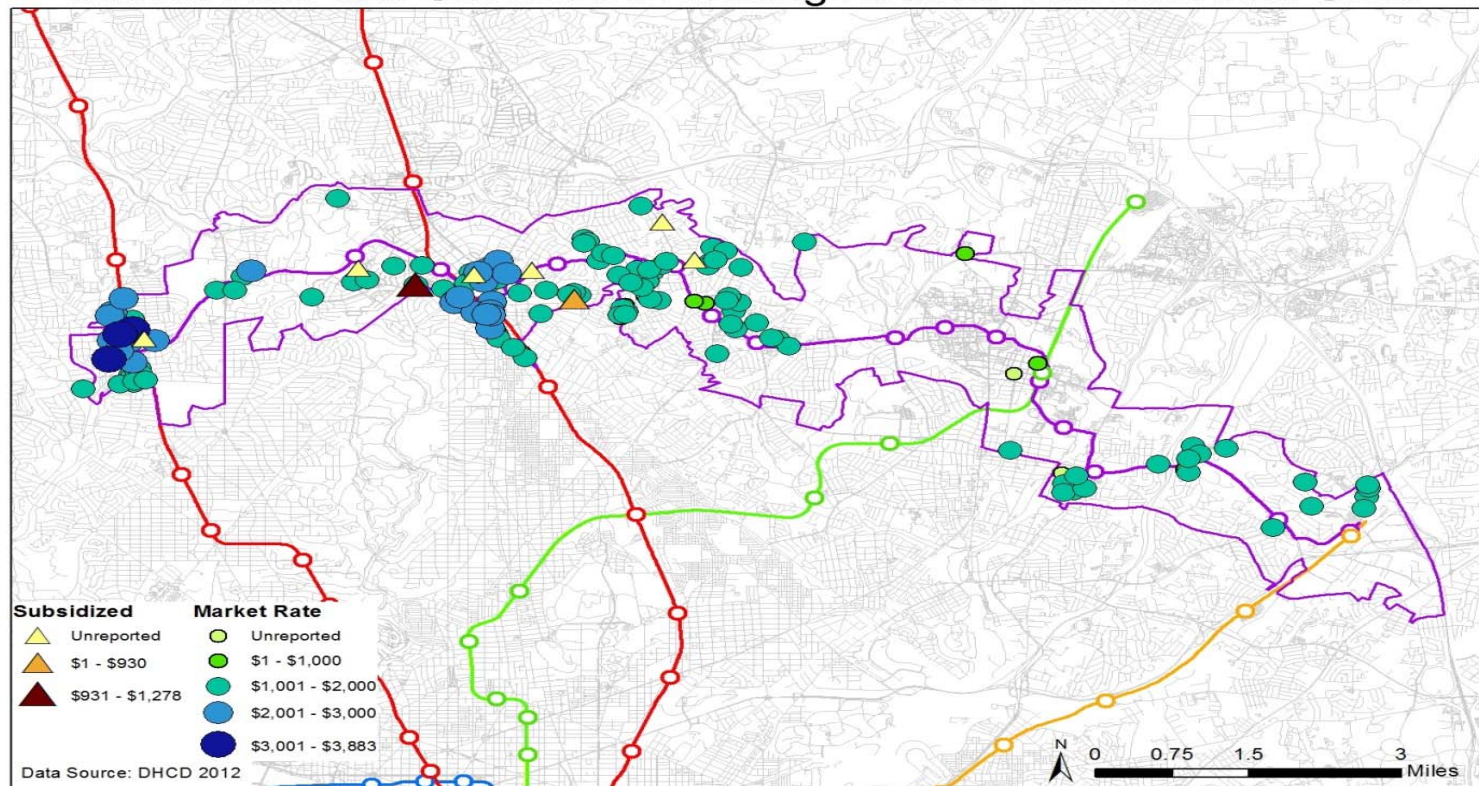 Subsidized
Unreported
$1 - $930
$931 - $1,278
Market Rate
Unreported
$1 - $1,000
$1,001 - $2,000
$2,001 - $3,000
$3,001 - $3,883
Data Source: DHCD 2012
N
0 0.75 1.5 3
Miles